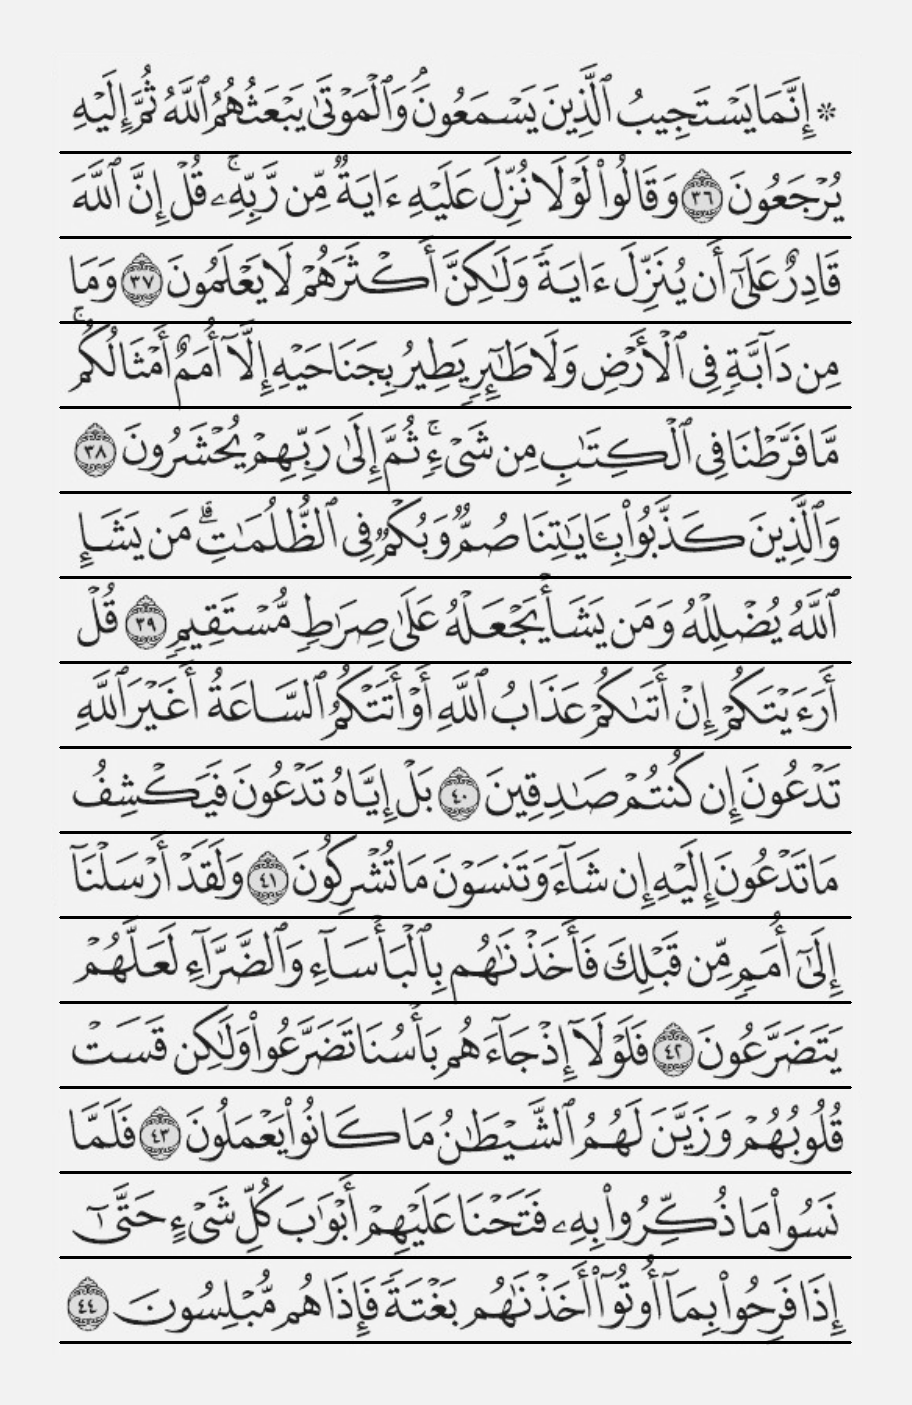 ۞ إِنَّمَا يَسْتَجِيبُ ٱلَّذِينَ يَسْمَعُونَۘ وَٱلْمَوْتَىٰ يَبْعَثُهُمُ ٱللَّهُ ثُمَّ إِلَيْهِ
يُرْجَعُونَ ٣٦ وَقَالُوا۟ لَوْلَا نُزِّلَ عَلَيْهِ ءَايَةٌ مِّن رَّبِّهِۦۚ قُلْ إِنَّ ٱللَّهَ
قَادِرٌ عَلَىٰٓ أَن يُنَزِّلَ ءَايَةً وَلَٰكِنَّ أَكْثَرَهُمْ لَا يَعْلَمُونَ ٣٧ وَمَا
مِن دَآبَّةٍ فِى ٱلْأَرْضِ وَلَا طَٰٓئِرٍ يَطِيرُ بِجَنَاحَيْهِ إِلَّآ أُمَمٌ أَمْثَالُكُمۚ
مَّا فَرَّطْنَا فِى ٱلْكِتَٰبِ مِن شَىْءٍۚ ثُمَّ إِلَىٰ رَبِّهِمْ يُحْشَرُونَ ٣٨
وَٱلَّذِينَ كَذَّبُوا۟ بِـَٔايَٰتِنَا صُمٌّ وَبُكْمٌ فِى ٱلظُّلُمَٰتِۗ مَن يَشَإِ
ٱللَّهُ يُضْلِلْهُ وَمَن يَشَأْ يَجْعَلْهُ عَلَىٰ صِرَٰطٍ مُّسْتَقِيمٍ ٣٩ قُلْ
أَرَءَيْتَكُمْ إِنْ أَتَىٰكُمْ عَذَابُ ٱللَّهِ أَوْ أَتَتْكُمُ ٱلسَّاعَةُ أَغَيْرَ ٱللَّهِ
تَدْعُونَ إِن كُنتُمْ صَٰدِقِينَ ٤٠ بَلْ إِيَّاهُ تَدْعُونَ فَيَكْشِفُ
مَا تَدْعُونَ إِلَيْهِ إِن شَآءَ وَتَنسَوْنَ مَا تُشْرِكُونَ ٤١ وَلَقَدْ أَرْسَلْنَآ
إِلَىٰٓ أُمَمٍ مِّن قَبْلِكَ فَأَخَذْنَٰهُم بِٱلْبَأْسَآءِ وَٱلضَّرَّآءِ لَعَلَّهُمْ
يَتَضَرَّعُونَ ٤٢ فَلَوْلَآ إِذْ جَآءَهُم بَأْسُنَا تَضَرَّعُوا۟ وَلَٰكِن قَسَتْ
قُلُوبُهُمْ وَزَيَّنَ لَهُمُ ٱلشَّيْطَٰنُ مَا كَانُوا۟ يَعْمَلُونَ ٤٣ فَلَمَّا
نَسُوا۟ مَا ذُكِّرُوا۟ بِهِۦ فَتَحْنَا عَلَيْهِمْ أَبْوَٰبَ كُلِّ شَىْءٍ حَتَّىٰٓ
إِذَا فَرِحُوا۟ بِمَآ أُوتُوٓا۟ أَخَذْنَٰهُم بَغْتَةً فَإِذَا هُم مُّبْلِسُونَ ٤٤